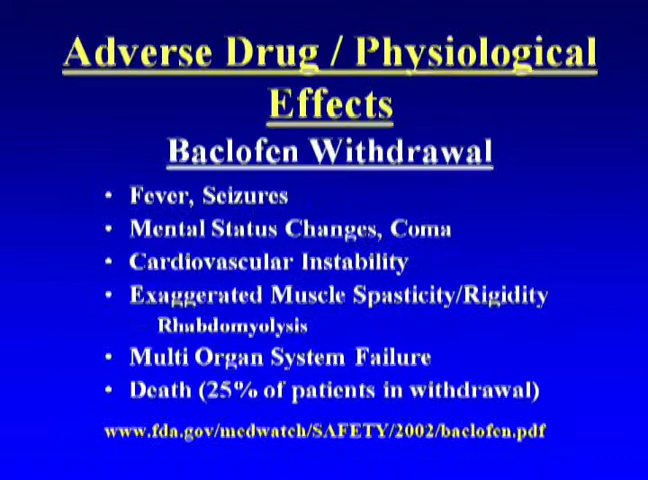 Adverse Drug / Physiological
Effects
Baclofen Withdrawal
• Fever, Seizures
• Mental Status Changes, Coma
• Cardiovascular Instability
• Exaggerated Muscle Spasticity/Rigidity
Rhabdomyolysis
• Multi Organ System Failure
• Death (25% of patients in withdrawal)
www.fda.gov/medwatch/SAFETY/2002/baclofen.pdf